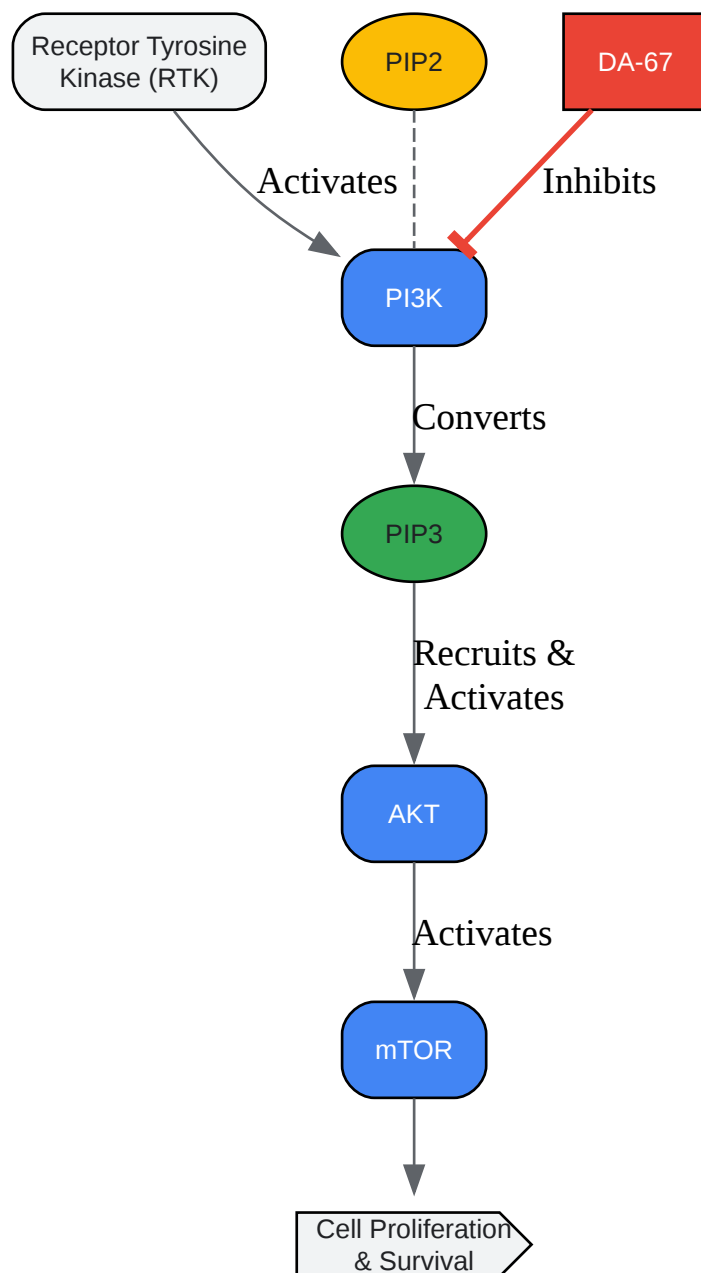 Receptor Tyrosine
Kinase (RTK)
PIP2
DA-67
Activates
Inhibits
PI3K
Converts
PIP3
Recruits &
Activates
AKT
Activates
mTOR
Cell Proliferation
& Survival